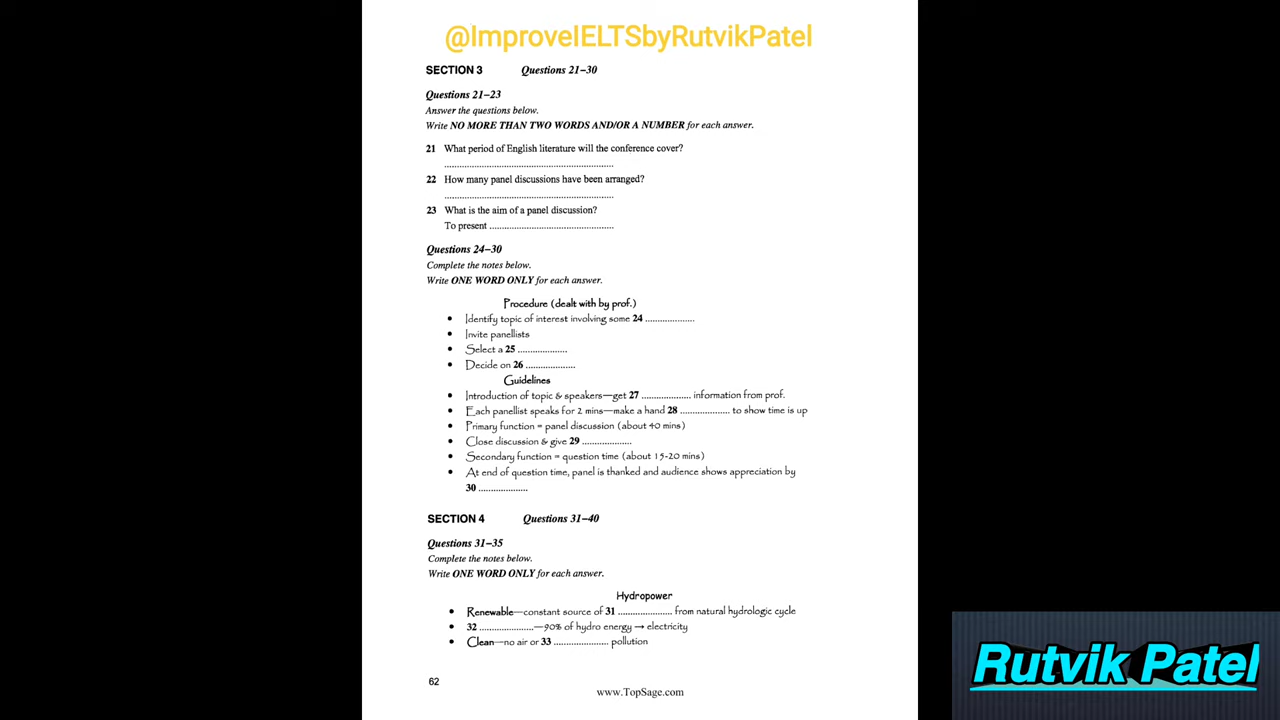 @ImproveIELTSbyRutvikPatel
SECTION 3 Questions 21–30
Questions 21–23
Answer the questions below.
Write NO MORE THAN TWO WORDS AND/OR A NUMBER for each answer.
21 What period of English literature will the conference cover?
............................................................
22 How many panel discussions have been arranged?
............................................................
23 What is the aim of a panel discussion?
To present ............................................
Questions 24–30
Complete the notes below.
Write ONE WORD ONLY for each answer.
Procedure (dealt with by prof.)
• Identify topic of interest involving some 24 ....................
• Invite panellists
• Select a 25 ....................
• Decide on 26 ....................
Guidelines
• Introduction of topic & speakers—get 27 .................... information from prof.
• Each panellist speaks for 2 mins—make a hand 28 .................... to show time is up
• Primary function = panel discussion (about 40 mins)
• Close discussion & give 29 ....................
• Secondary function = question time (about 15-20 mins)
• At end of question time, panel is thanked and audience shows appreciation by
30 ....................
SECTION 4 Questions 31–40
Questions 31–35
Complete the notes below.
Write ONE WORD ONLY for each answer.
Hydropower
• Renewable—constant source of 31 ...................... from natural hydrologic cycle
• 32 ......................—90% of hydro energy → electricity
• Clean—no air or 33 ...................... pollution
62
www.TopSage.com
Rutvik Patel